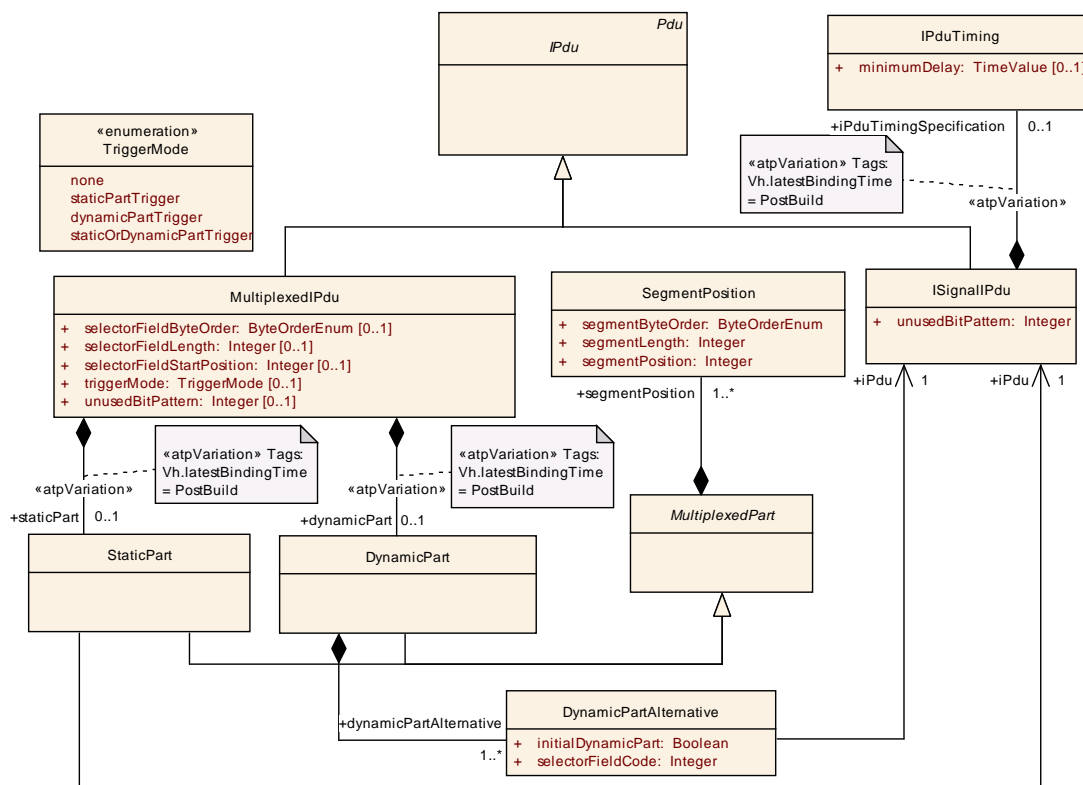 Pdu
IPdu
IPduTiming
+ minimumDelay: TimeValue [0..1]
«enumeration»
TriggerMode
none
staticPartTrigger
dynamicPartTrigger
staticOrDynamicPartTrigger
+iPduTimingSpecification 0..1
«atpVariation» Tags:
Vh.latestBindingTime
= PostBuild
«atpVariation»
MultiplexedIPdu
+ selectorFieldByteOrder: ByteOrderEnum [0..1]
+ selectorFieldLength: Integer [0..1]
+ selectorFieldStartPosition: Integer [0..1]
+ triggerMode: TriggerMode [0..1]
+ unusedBitPattern: Integer [0..1]
SegmentPosition
+ segmentByteOrder: ByteOrderEnum
+ segmentLength: Integer
+ segmentPosition: Integer
ISignalIPdu
+ unusedBitPattern: Integer
+iPdu 1
+iPdu 1
+segmentPosition 1..*
«atpVariation» Tags:
Vh.latestBindingTime
= PostBuild
«atpVariation»
+staticPart 0..1
«atpVariation» Tags:
Vh.latestBindingTime
= PostBuild
«atpVariation»
+dynamicPart 0..1
MultiplexedPart
StaticPart
DynamicPart
+dynamicPartAlternative
1..*
DynamicPartAlternative
+ initialDynamicPart: Boolean
+ selectorFieldCode: Integer